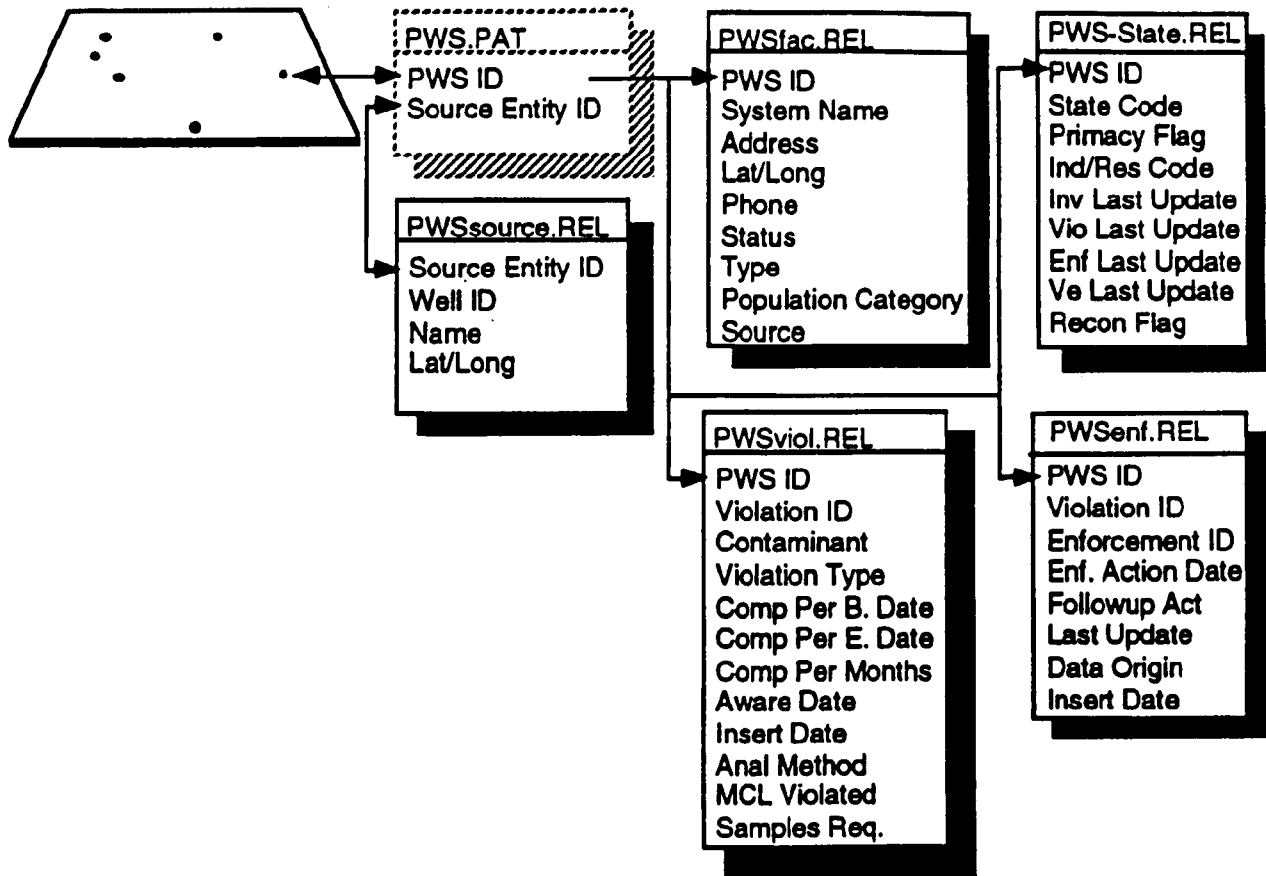 PWS.PAT
PWS ID
Source Entity ID
PWSsource.REL
Source Entity ID
Well ID
Name
Lat/Long
PWSfac.REL
PWS ID
System Name
Address
Lat/Long
Phone
Status
Type
Population Category
Source
PWS-State.REL
PWS ID
State Code
Primacy Flag
Ind/Res Code
Inv Last Update
Vio Last Update
Enf Last Update
Ve Last Update
Recon Flag
PWSviol.REL
PWS ID
Violation ID
Contaminant
Violation Type
Comp Per B. Date
Comp Per E. Date
Comp Per Months
Aware Date
Insert Date
Anal Method
MCL Violated
Samples Req.
PWSenf.REL
PWS ID
Violation ID
Enforcement ID
Enf. Action Date
Followup Act
Last Update
Data Origin
Insert Date